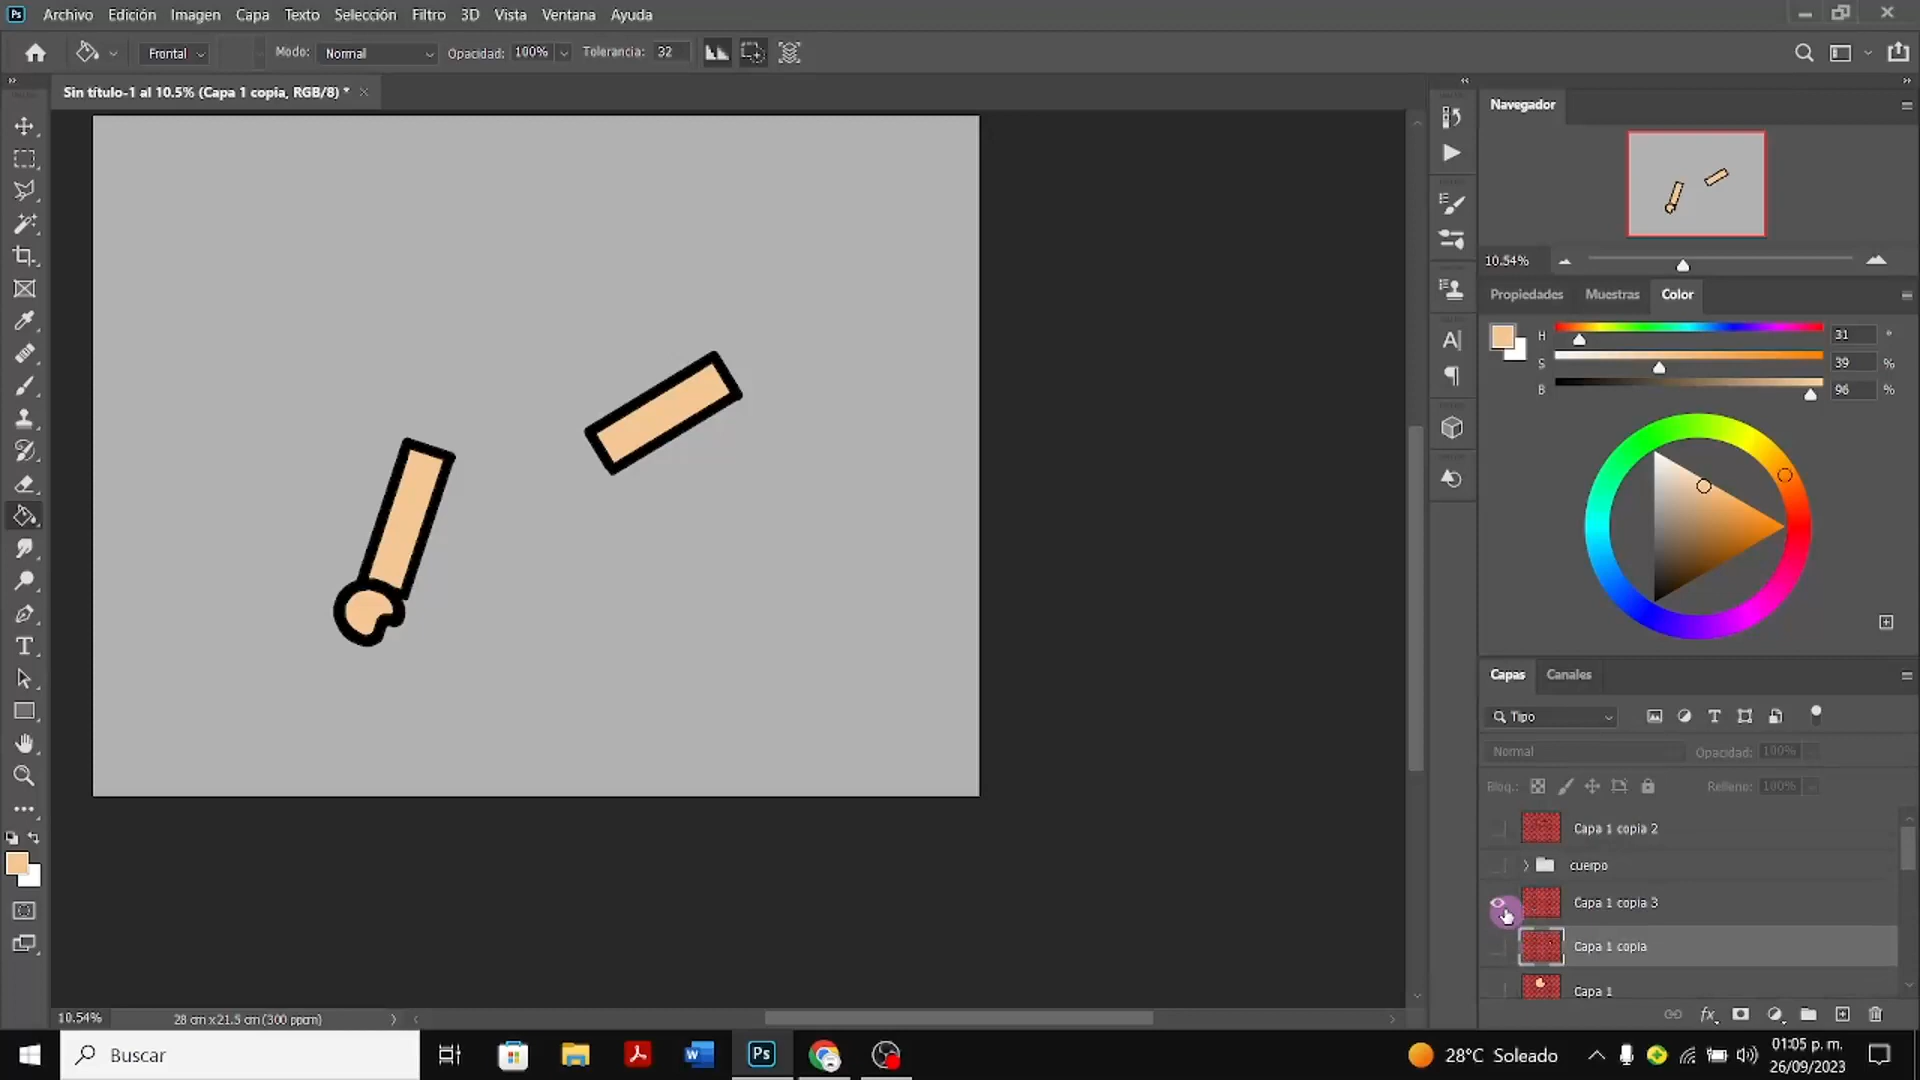 Ps Archivo Edición Imagen Capa Texto Selección Filtro 3D Vista Ventana Ayuda
Frontal Modo: Normal Opacidad: 100% Tolerancia: 32
Sin título-1 al 10.5% (Capa 1 copia, RGB/8) *
Navegador
10.54%
Propiedades Muestras Color
H 31 °
S 39 %
B 96 %
Capas Canales
Tipo
Normal Opacidad: 100%
Bloq.: Relleno: 100%
Capa 1 copia 2
cuerpo
Capa 1 copia 3
Capa 1 copia
Capa 1
fx
10.54% 28 cm x 21.5 cm (300 ppcm)
Buscar
Ps
28°C Soleado
01:05 p. m.
26/09/2023